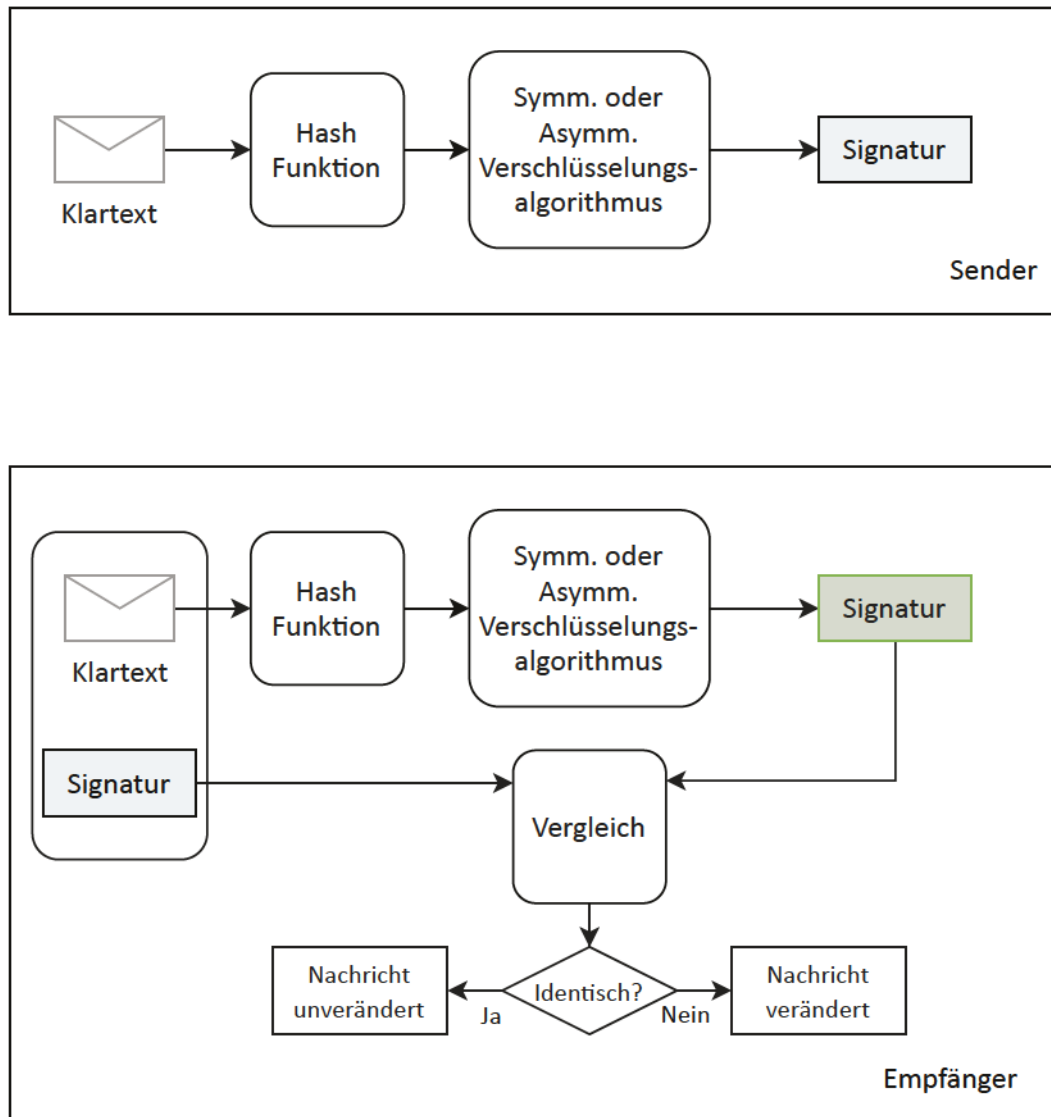 Klartext
Hash
Funktion
Symm. oder
Asymm.
Verschlüsselungs-
algorithmus
Signatur
Sender
Klartext
Signatur
Hash
Funktion
Symm. oder
Asymm.
Verschlüsselungs-
algorithmus
Signatur
Vergleich
Identisch?
Ja
Nein
Nachricht
unverändert
Nachricht
verändert
Empfänger